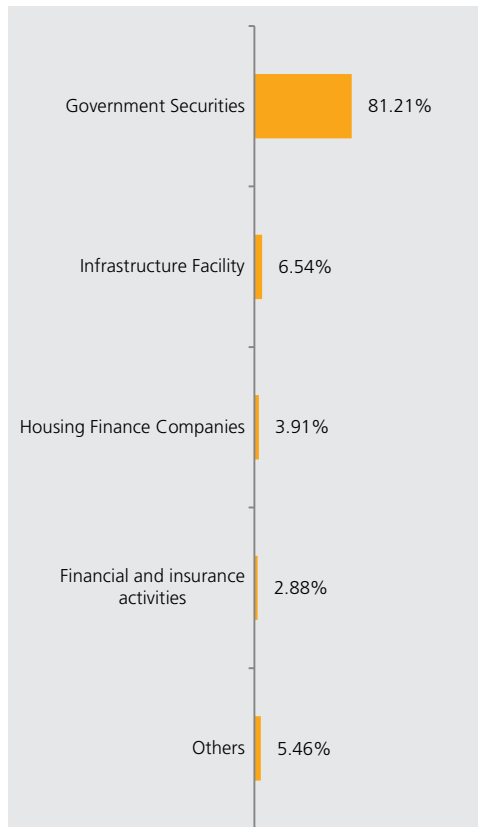 Government Securities 81.21%
Infrastructure Facility 6.54%
Housing Finance Companies 3.91%
Financial and insurance
activities 2.88%
Others 5.46%